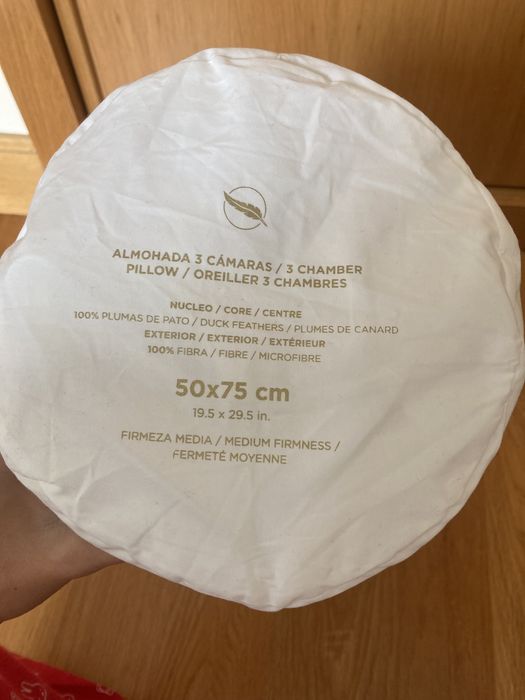 ALMOHADA 3 CÁMARAS / 3 CHAMBER
PILLOW / OREILLER 3 CHAMBRES
NUCLEO / CORE / CENTRE
100% PLUMAS DE PATO / DUCK FEATHERS / PLUMES DE CANARD
EXTERIOR / EXTERIOR / EXTÉRIEUR
100% FIBRA / FIBRE / MICROFIBRE
50x75 cm
19.5 x 29.5 in.
FIRMEZA MEDIA / MEDIUM FIRMNESS /
FERMETÉ MOYENNE